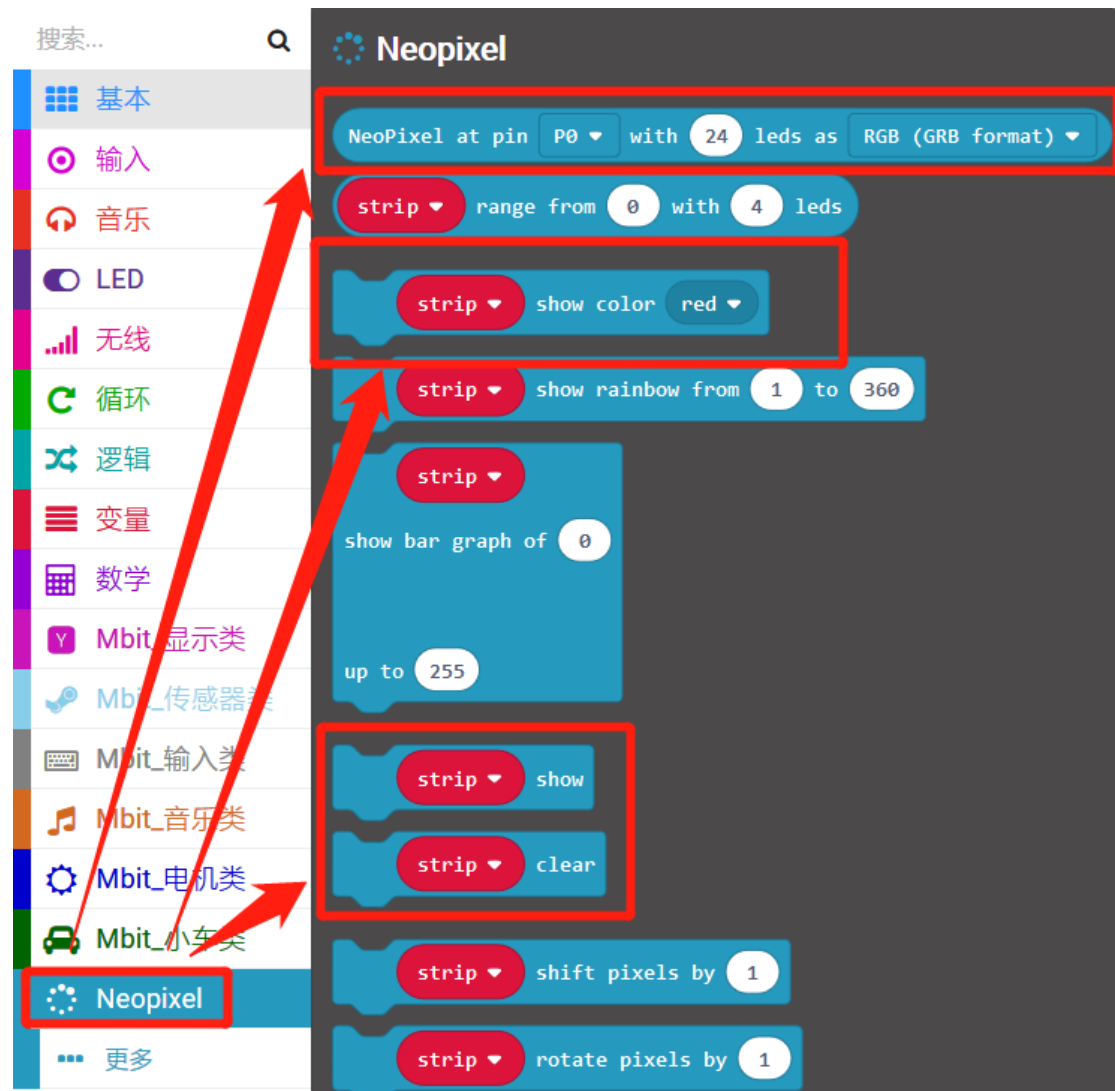 搜索...
基本
输入
音乐
LED
无线
循环
逻辑
变量
数学
Mbit_显示类
Mbit_传感器类
Mbit_输入类
Mbit_音乐类
Mbit_电机类
Mbit_小车类
Neopixel
更多
Neopixel
NeoPixel at pin P0 with 24 leds as RGB (GRB format)
strip range from 0 with 4 leds
strip show color red
strip show rainbow from 1 to 360
strip
show bar graph of 0
up to 255
strip show
strip clear
strip shift pixels by 1
strip rotate pixels by 1